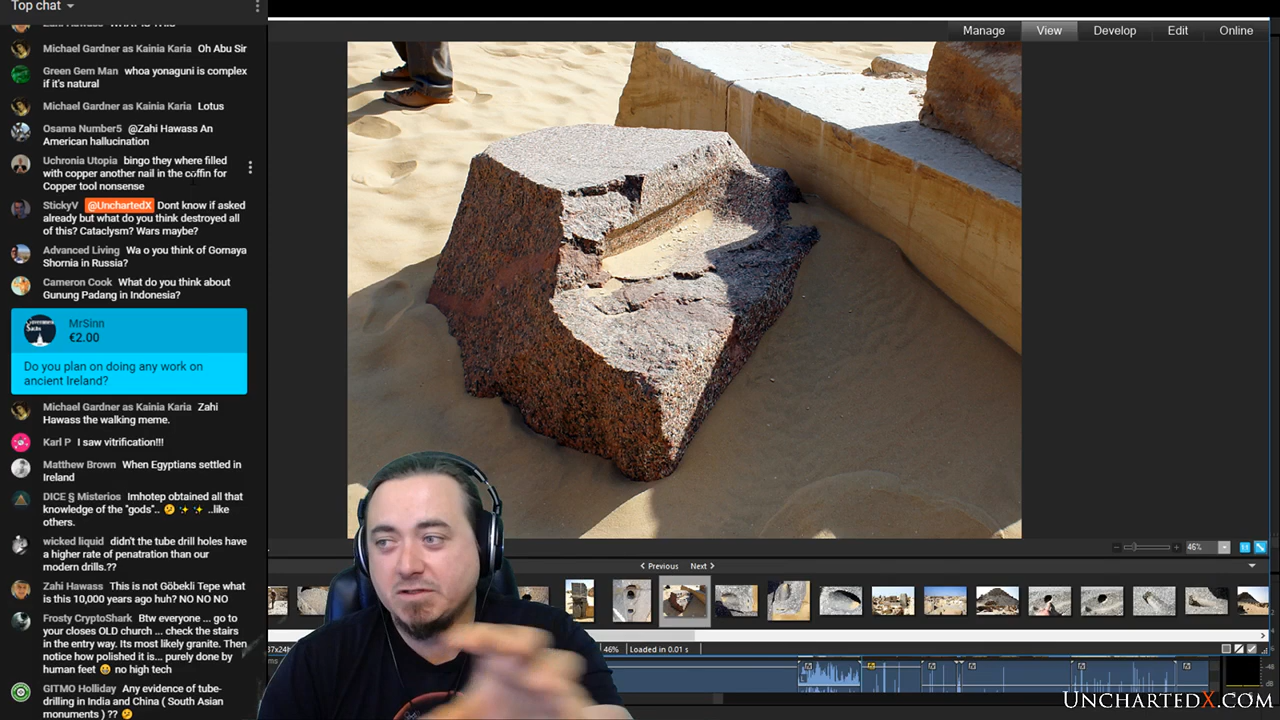 Top chat
Manage View Develop Edit Online
Michael Gardner as Kainia Karia Oh Abu Sir
Green Gem Man whoa yonaguni is complex
if it's natural
Michael Gardner as Kainia Karia Lotus
Osama Number5 @Zahi Hawass An
American hallucination
Uchronia Utopia bingo they where filled
with copper another nail in the coffin for
Copper tool nonsense
StickyV @UnchartedX Dont know if asked
already but what do you think destroyed all
of this? Cataclysm? Wars maybe?
Advanced Living Wa o you think of Gornaya
Shornia in Russia?
Cameron Cook What do you think about
Gunung Padang in Indonesia?
MrSinn
€2.00
Do you plan on doing any work on
ancient Ireland?
Michael Gardner as Kainia Karia Zahi
Hawass the walking meme.
Karl P I saw vitrification!!!
Matthew Brown When Egyptians settled in
Ireland
DICE § Misterios Imhotep obtained all that
knowledge of the "gods".. 🤔 ✨ ✨ ..like
others.
wicked liquid didn't the tube drill holes have
a higher rate of penatration than our
modern drills.??
Zahi Hawass This is not Göbekli Tepe what
is this 10,000 years ago huh? NO NO NO
Frosty CryptoShark Btw everyone ... go to
your closes OLD church ... check the stairs
in the entry way. Its most likely granite. Then
notice how polished it is... purely done by
human feet 😀 no high tech
GITMO Holliday Any evidence of tube-
drilling in India and China ( South Asian
monuments ) ?? 🤔
46%
Previous Next
46% Loaded in 0.01 s
UNCHARTEDX.COM